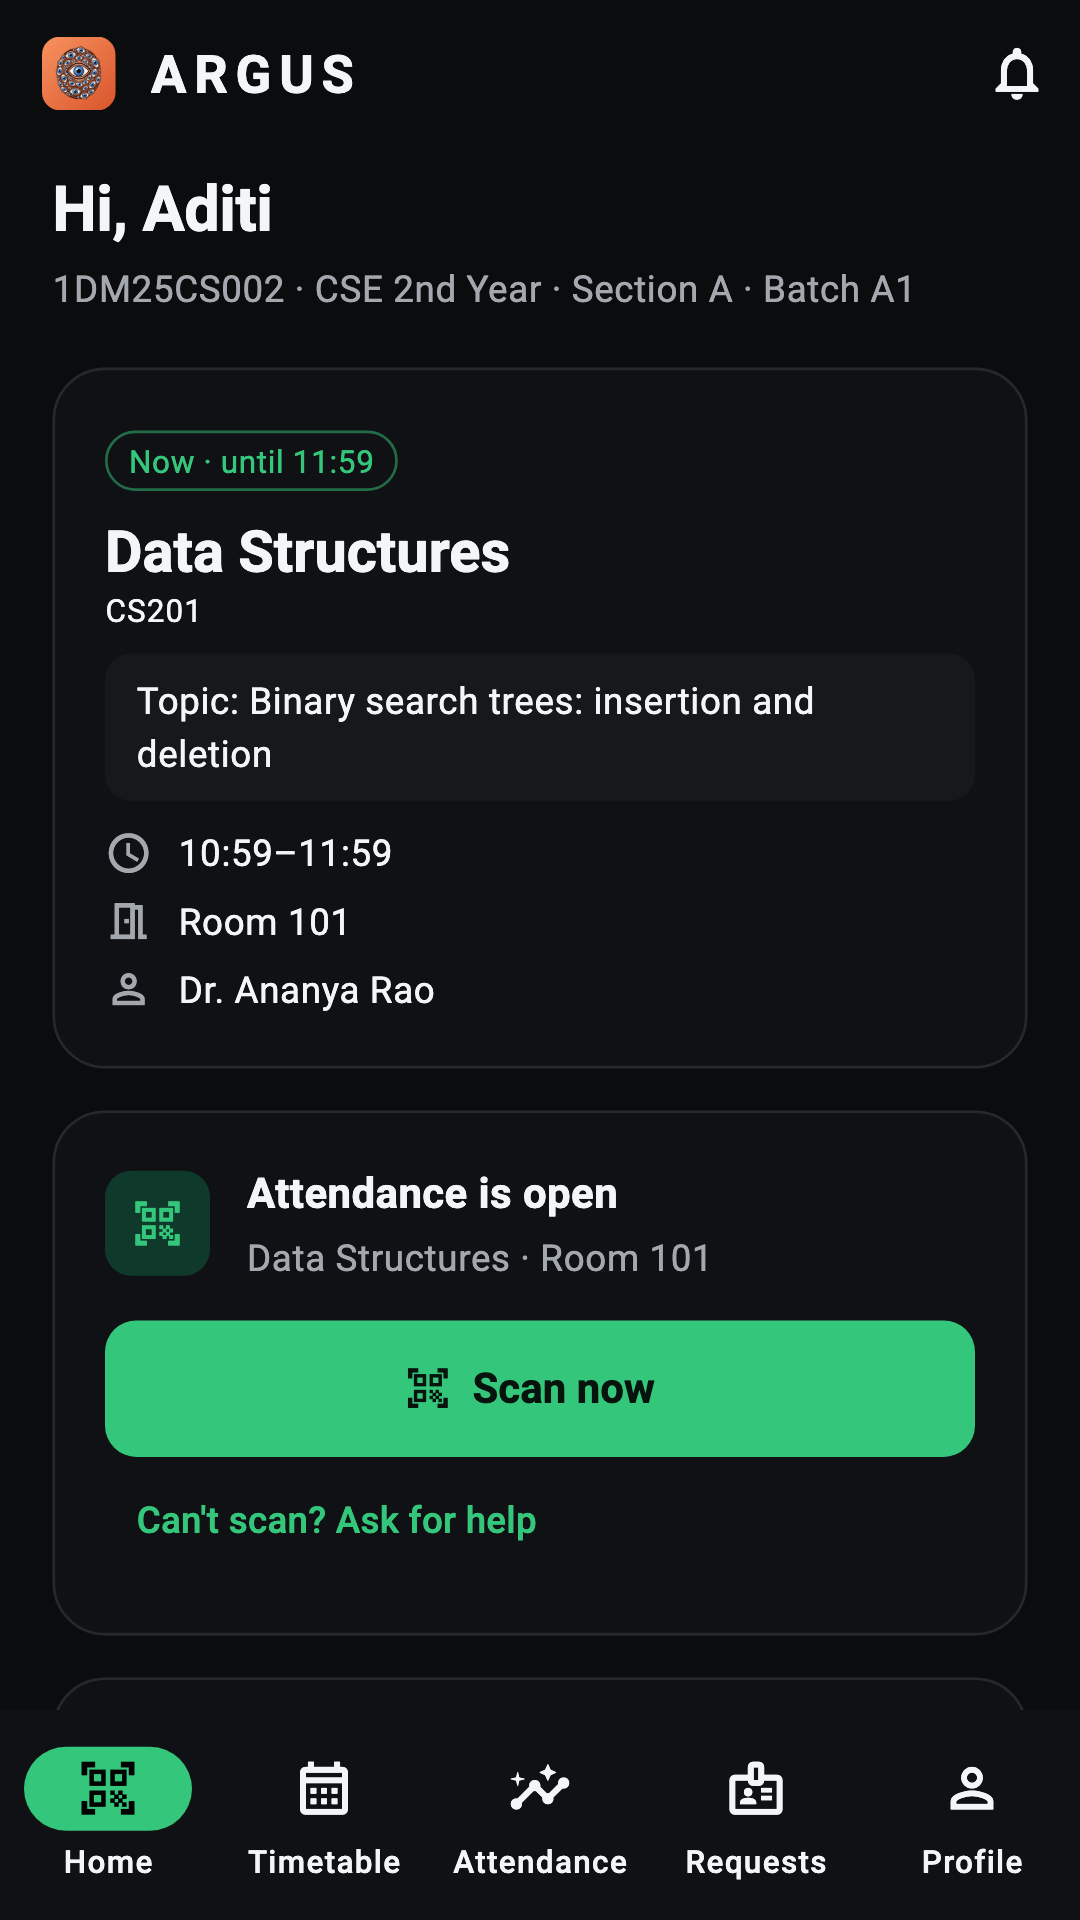 ARGUS
Hi, Aditi
1DM25CS002 · CSE 2nd Year · Section A · Batch A1
Now · until 11:59
Data Structures
CS201
Topic: Binary search trees: insertion and
deletion
10:59–11:59
Room 101
Dr. Ananya Rao
Attendance is open
Data Structures · Room 101
Scan now
Can't scan? Ask for help
Home
Timetable
Attendance
Requests
Profile